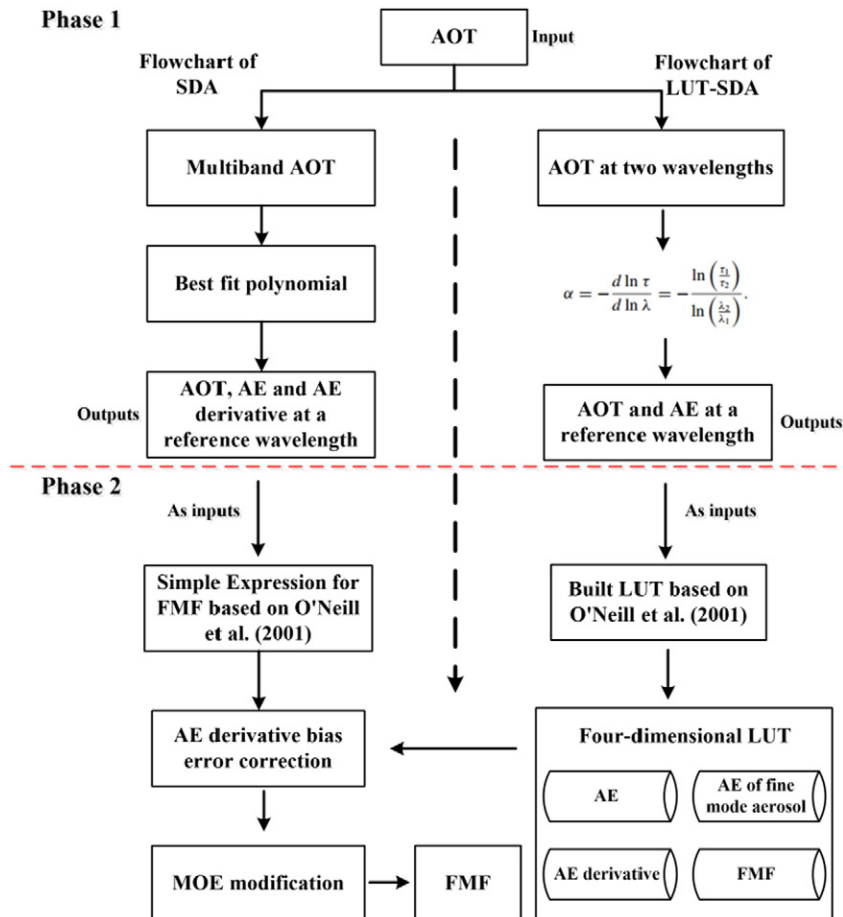 Phase 1
AOT
Input
Flowchart of
SDA
Flowchart of
LUT-SDA
Multiband AOT
AOT at two wavelengths
Best fit polynomial
α = − d ln τ / d ln λ = − ln (τ₁/τ₂) / ln (λ₂/λ₁).
Outputs
AOT, AE and AE
derivative at a
reference wavelength
AOT and AE at a
reference wavelength
Outputs
Phase 2
As inputs
As inputs
Simple Expression for
FMF based on O'Neill
et al. (2001)
Built LUT based on
O'Neill et al. (2001)
AE derivative bias
error correction
Four-dimensional LUT
AE
AE of fine
mode aerosol
AE derivative
FMF
MOE modification
FMF